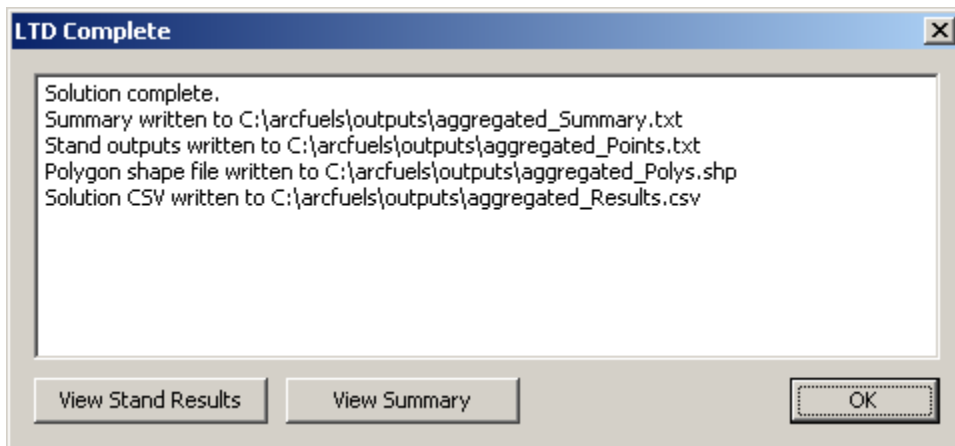 LTD Complete
Solution complete.
Summary written to C:\arcfuels\outputs\aggregated_Summary.txt
Stand outputs written to C:\arcfuels\outputs\aggregated_Points.txt
Polygon shape file written to C:\arcfuels\outputs\aggregated_Polys.shp
Solution CSV written to C:\arcfuels\outputs\aggregated_Results.csv
View Stand Results View Summary OK